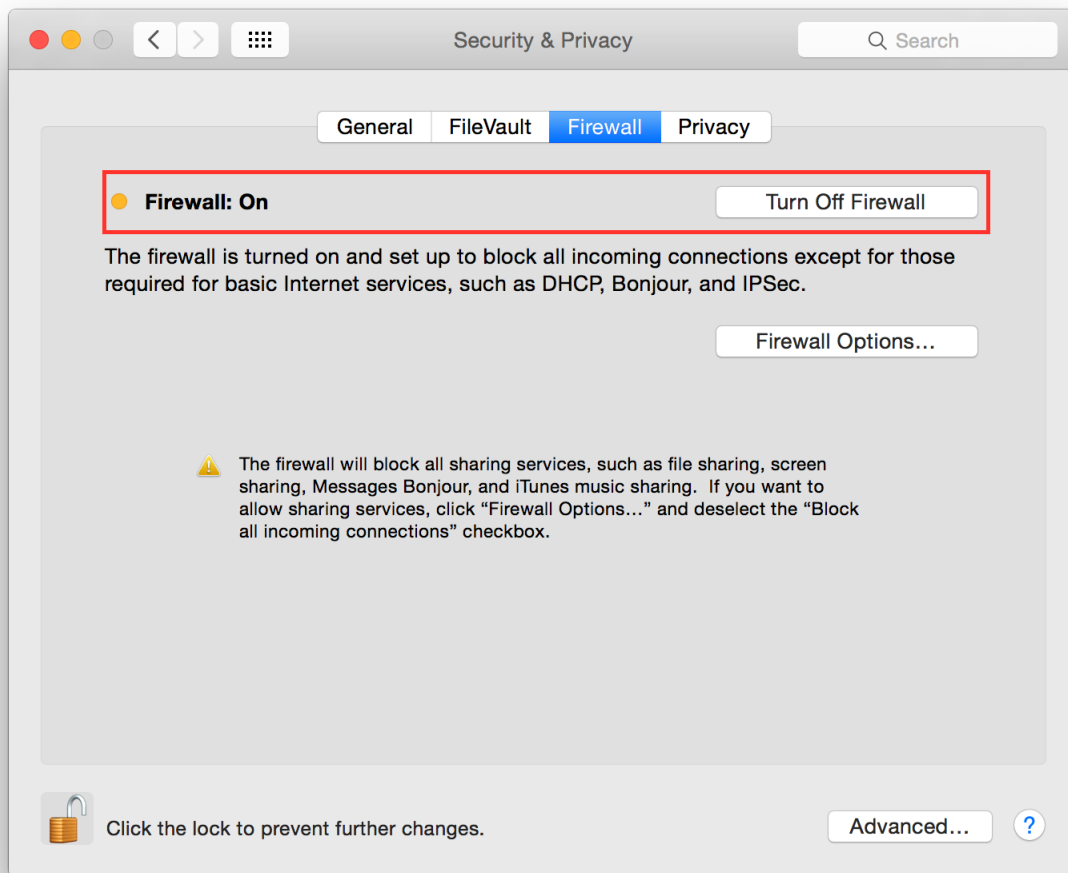 Security & Privacy
Search
General
FileVault
Firewall
Privacy
Firewall: On
Turn Off Firewall
The firewall is turned on and set up to block all incoming connections except for those
required for basic Internet services, such as DHCP, Bonjour, and IPSec.
Firewall Options...
The firewall will block all sharing services, such as file sharing, screen
sharing, Messages Bonjour, and iTunes music sharing.  If you want to
allow sharing services, click “Firewall Options...” and deselect the “Block
all incoming connections” checkbox.
Click the lock to prevent further changes.
Advanced...
?